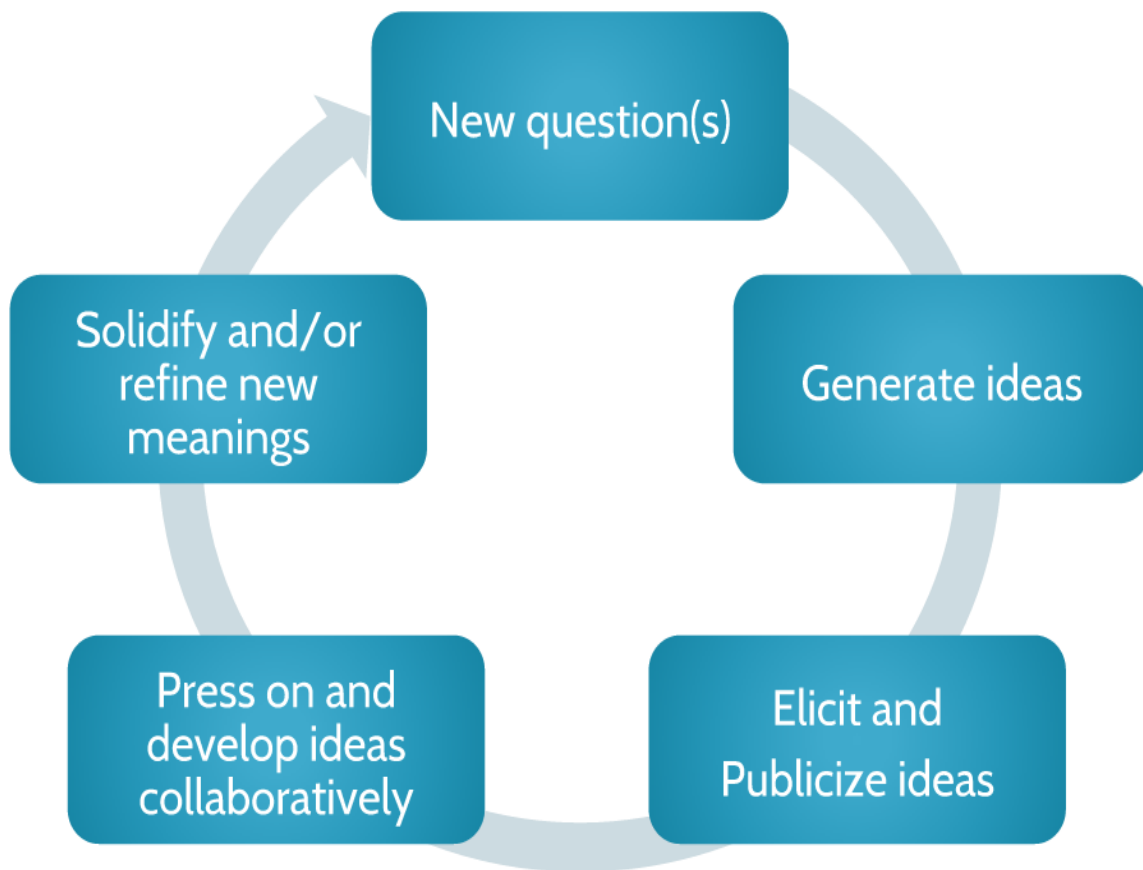 New question(s)
Generate ideas
Elicit and
Publicize ideas
Press on and
develop ideas
collaboratively
Solidify and/or
refine new
meanings